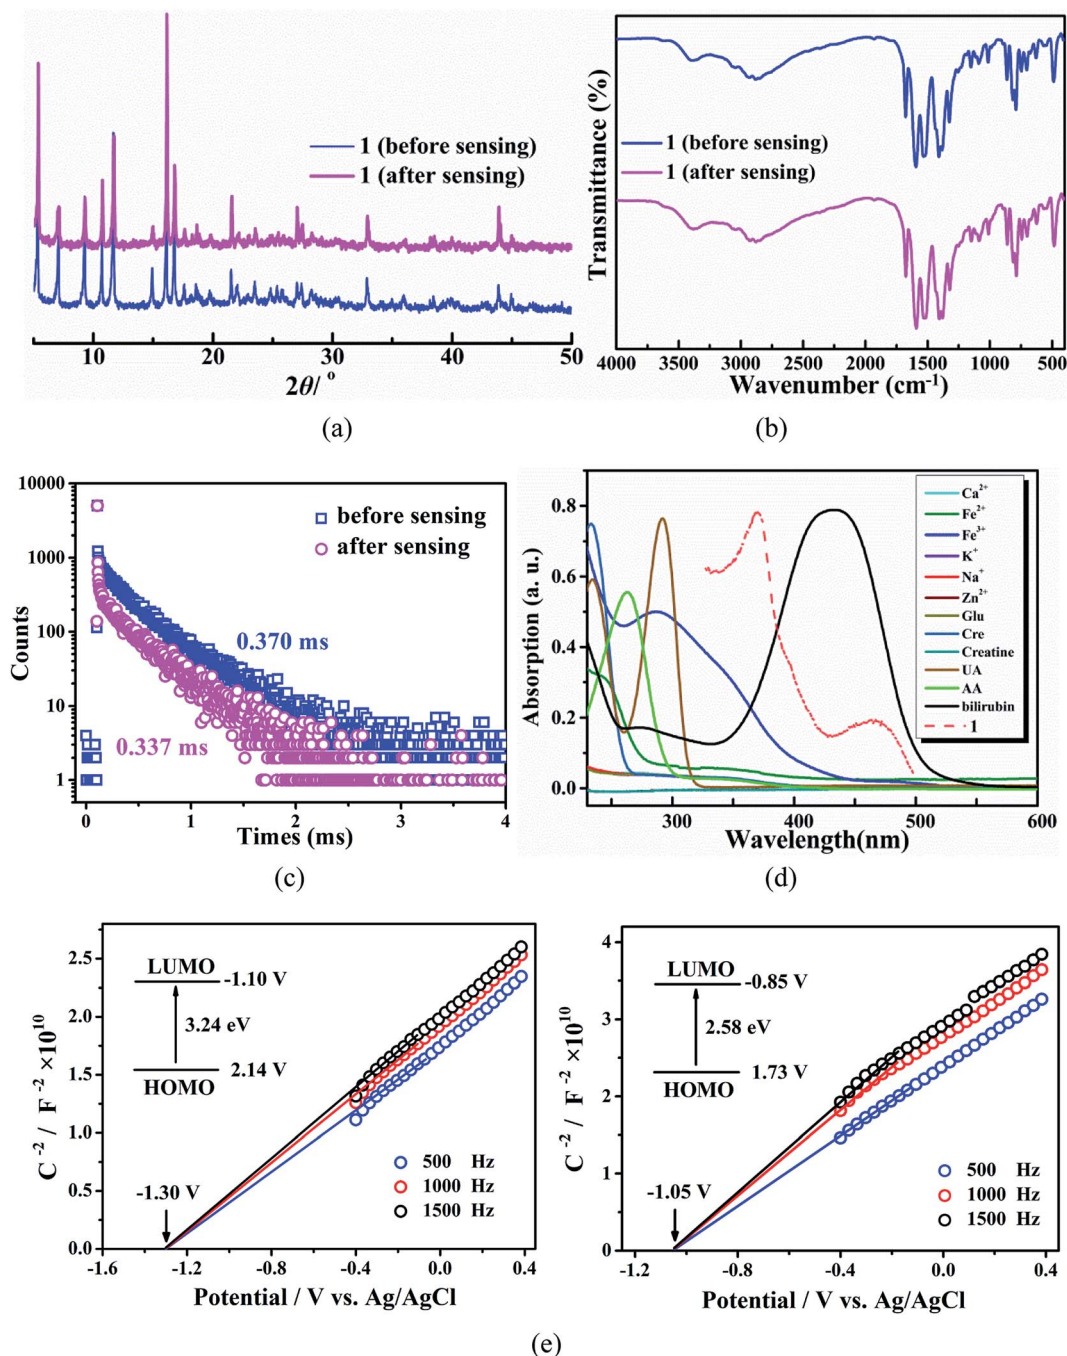 1 (before sensing)
1 (after sensing)
10 20 30 40 50
2θ/ °
(a)
Transmittance (%)
1 (before sensing)
1 (after sensing)
4000 3500 3000 2500 2000 1500 1000 500
Wavenumber (cm⁻¹)
(b)
Counts
10000
1000
100
10
1
before sensing
after sensing
0.370 ms
0.337 ms
0 1 2 3 4
Times (ms)
(c)
Absorption (a. u.)
0.8
0.6
0.4
0.2
0.0
Ca²⁺
Fe²⁺
Fe³⁺
K⁺
Na⁺
Zn²⁺
Glu
Cre
Creatine
UA
AA
bilirubin
1
300 400 500 600
Wavelength(nm)
(d)
C⁻² / F⁻² ×10¹⁰
2.5
2.0
1.5
1.0
0.5
0.0
LUMO
-1.10 V
3.24 eV
2.14 V
HOMO
-1.30 V
500 Hz
1000 Hz
1500 Hz
-1.6 -1.2 -0.8 -0.4 0.0 0.4
Potential / V vs. Ag/AgCl
C⁻² / F⁻² ×10¹⁰
4
3
2
1
0
LUMO
-0.85 V
2.58 eV
1.73 V
HOMO
-1.05 V
500 Hz
1000 Hz
1500 Hz
-1.2 -0.8 -0.4 0.0 0.4
Potential / V vs. Ag/AgCl
(e)